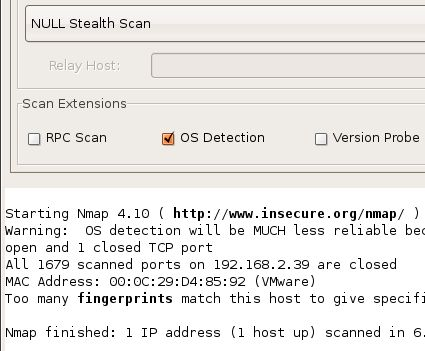 NULL Stealth Scan
Relay Host:
Scan Extensions
RPC Scan OS Detection Version Probe
Starting Nmap 4.10 ( http://www.insecure.org/nmap/ )
Warning: OS detection will be MUCH less reliable bec
open and 1 closed TCP port
All 1679 scanned ports on 192.168.2.39 are closed
MAC Address: 00:0C:29:D4:85:92 (VMware)
Too many fingerprints match this host to give specifi
Nmap finished: 1 IP address (1 host up) scanned in 6.